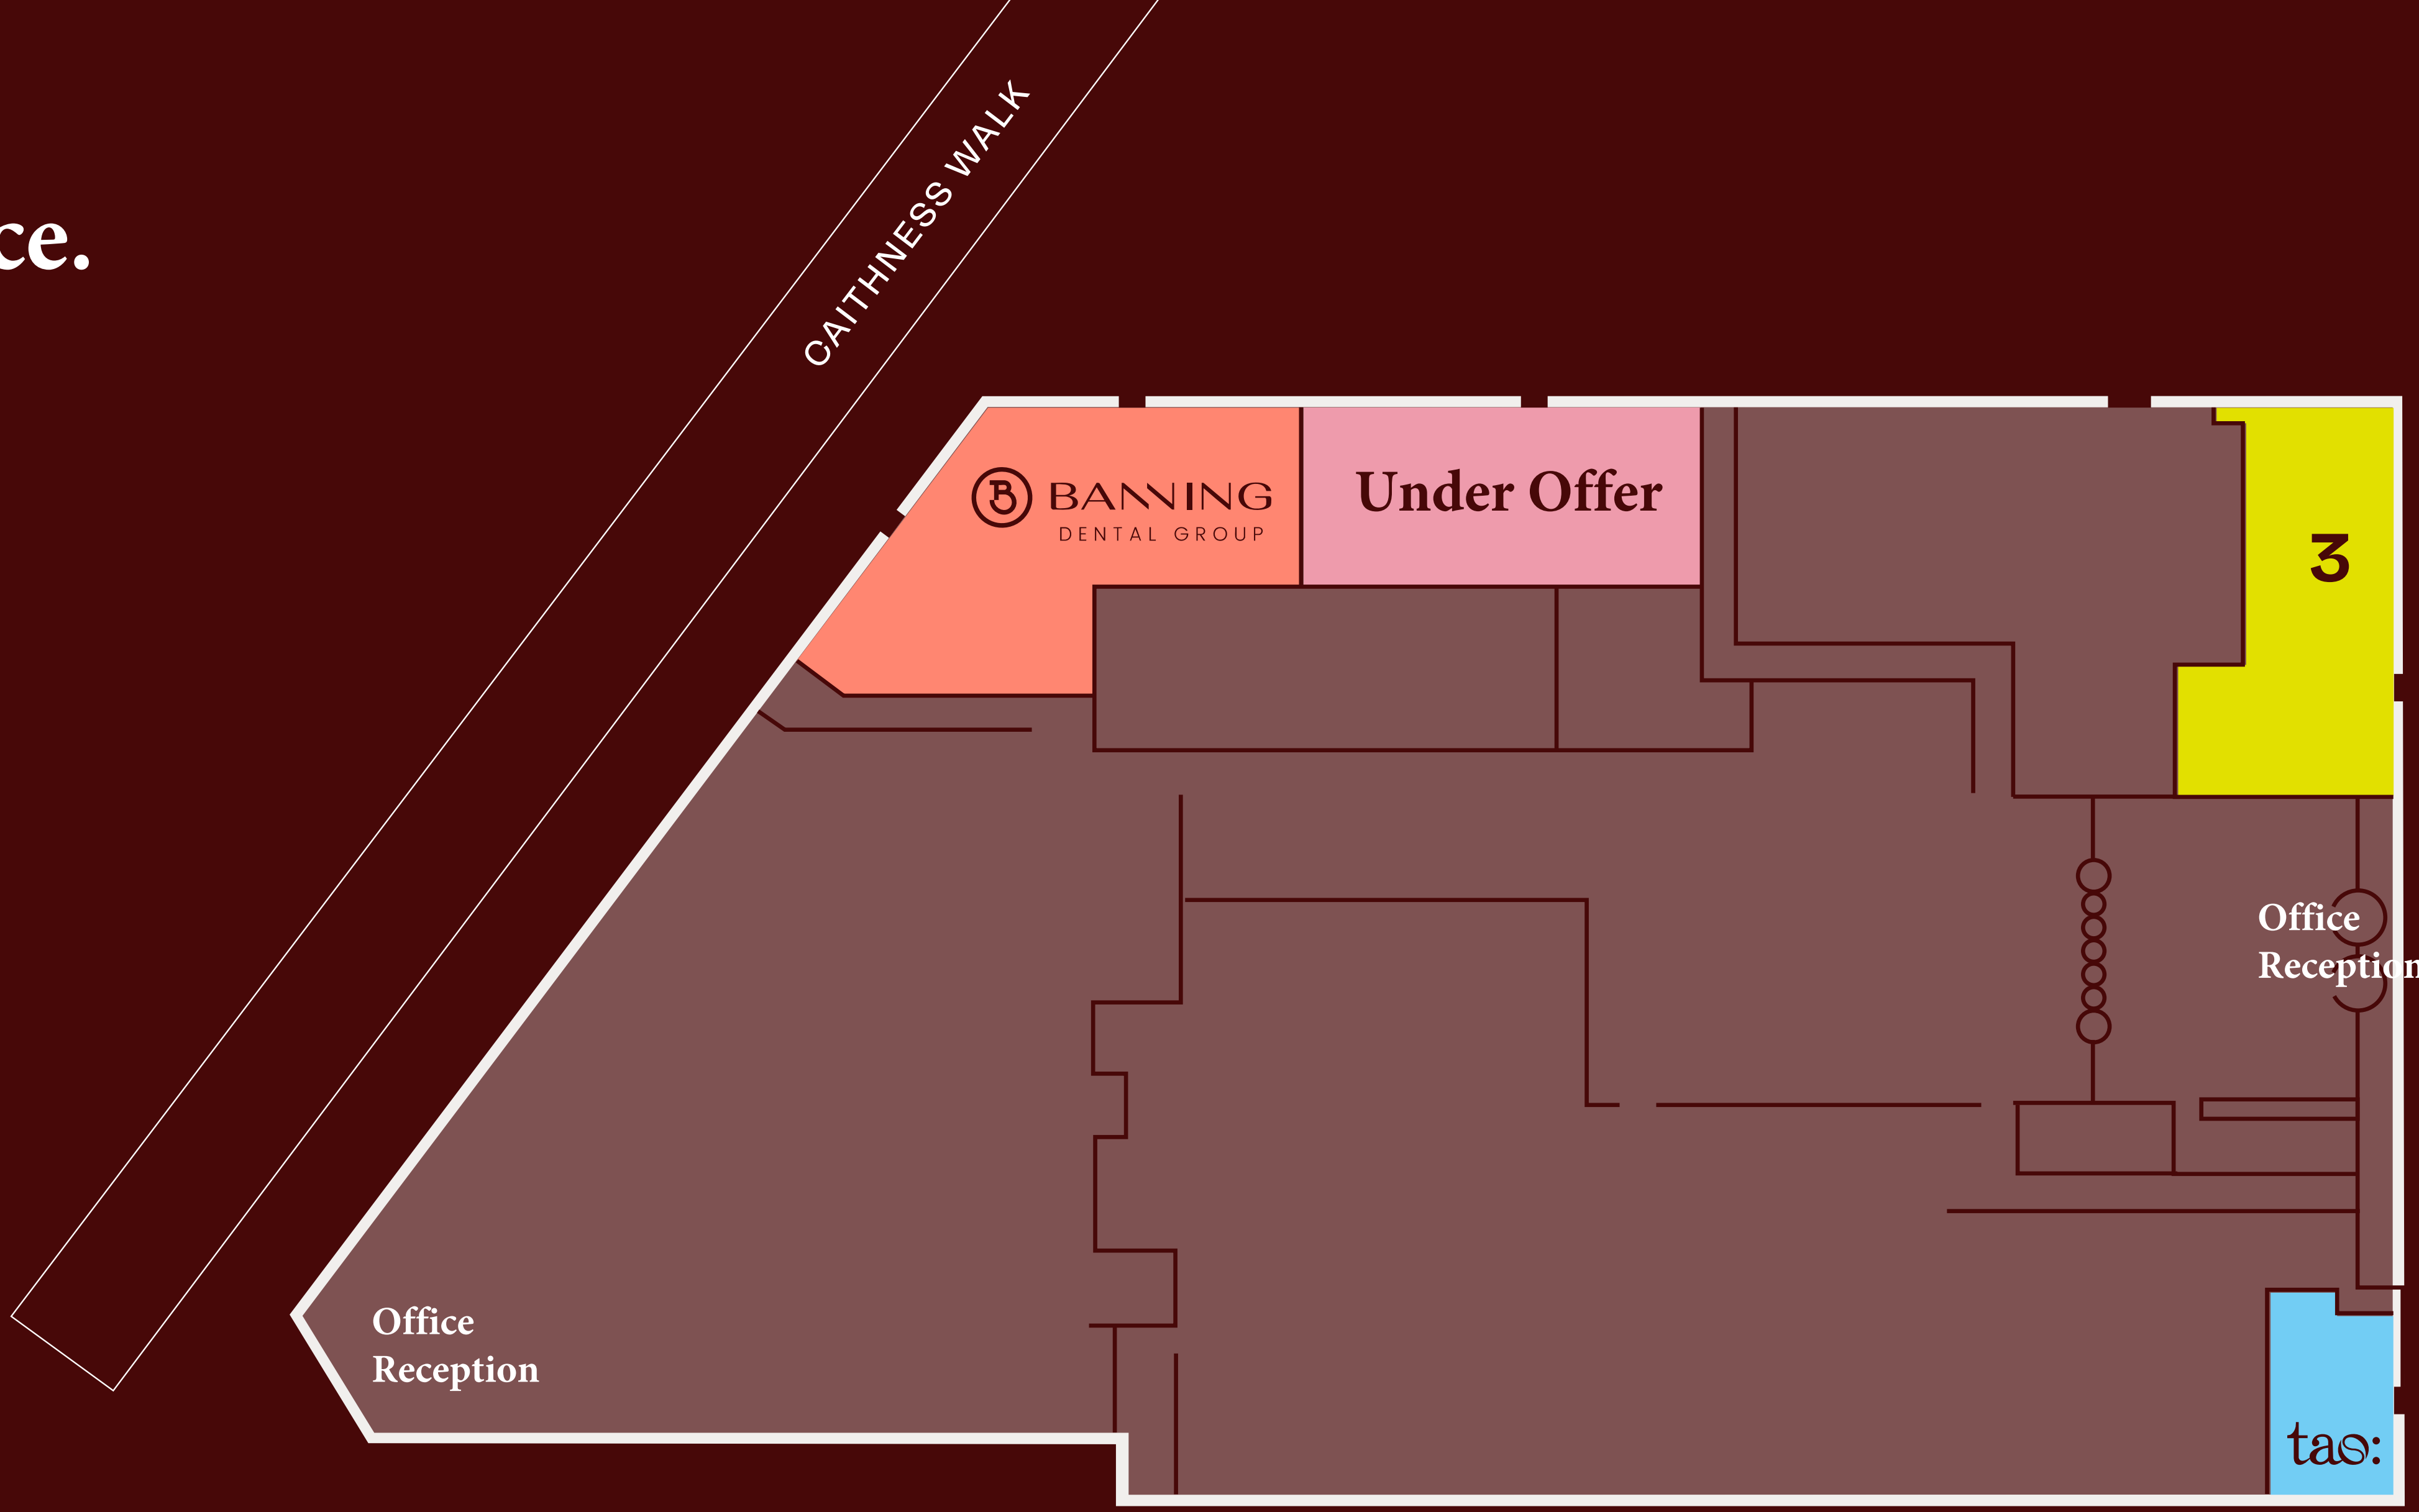 CAITHNESS WALK
ce.
BANNING
DENTAL GROUP
Under Offer
3
Office
Reception
Office
Reception
tao: